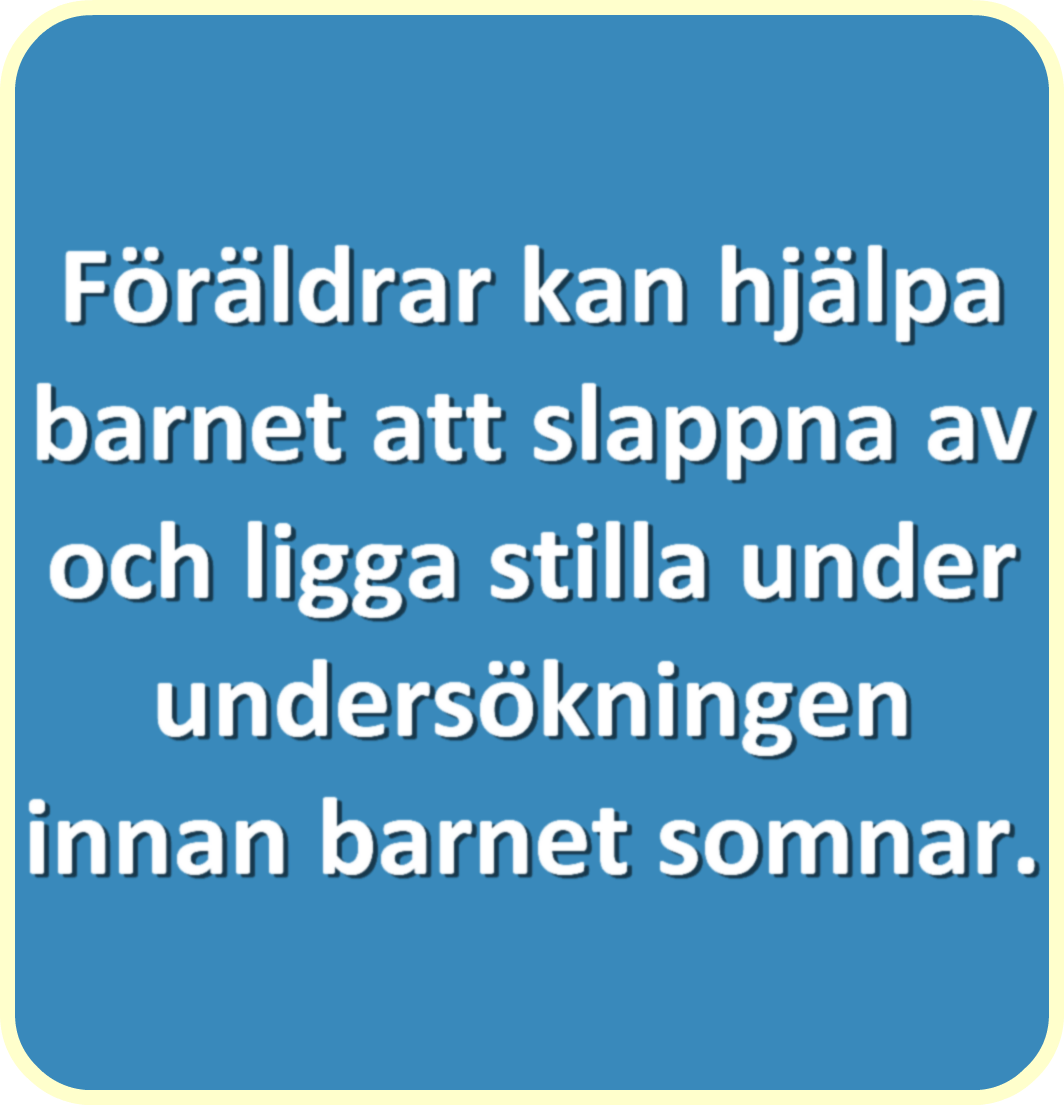 Föräldrar kan hjälpa
barnet att slappna av
och ligga stilla under
undersökningen
innan barnet somnar.